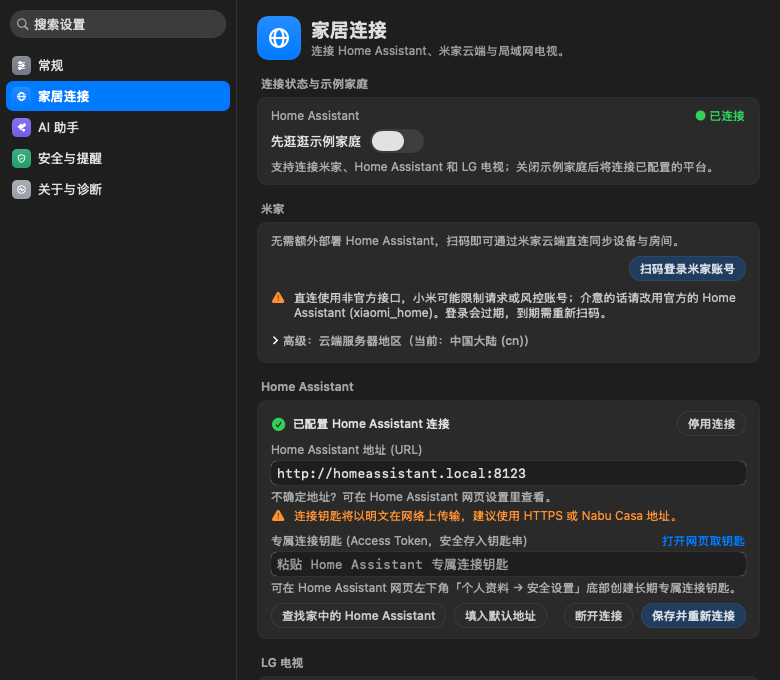 搜索设置
常规
家居连接
AI 助手
安全与提醒
关于与诊断
家居连接
连接 Home Assistant、米家云端与局域网电视。
连接状态与示例家庭
Home Assistant
已连接
先逛逛示例家庭
支持连接米家、Home Assistant 和 LG 电视；关闭示例家庭后将连接已配置的平台。
米家
无需额外部署 Home Assistant，扫码即可通过米家云端直连同步设备与房间。
扫码登录米家账号
直连使用非官方接口，小米可能限制请求或风控账号；介意的话请改用官方的 Home
Assistant (xiaomi_home)。登录会过期，到期需重新扫码。
高级：云端服务器地区（当前：中国大陆 (cn)）
Home Assistant
已配置 Home Assistant 连接
停用连接
Home Assistant 地址 (URL)
http://homeassistant.local:8123
不确定地址？可在 Home Assistant 网页设置里查看。
连接钥匙将以明文在网络上传输，建议使用 HTTPS 或 Nabu Casa 地址。
专属连接钥匙 (Access Token，安全存入钥匙串)
打开网页取钥匙
粘贴 Home Assistant 专属连接钥匙
可在 Home Assistant 网页左下角「个人资料 → 安全设置」底部创建长期专属连接钥匙。
查找家中的 Home Assistant
填入默认地址
断开连接
保存并重新连接
LG 电视